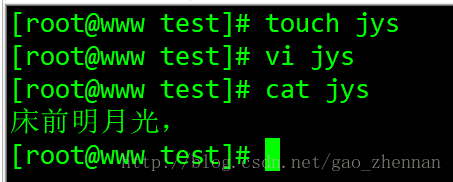 [root@www test]# touch jys
[root@www test]# vi jys
[root@www test]# cat jys
床前明月光，
[root@www test]#
http://blog.csdn.net/gao_zhennan